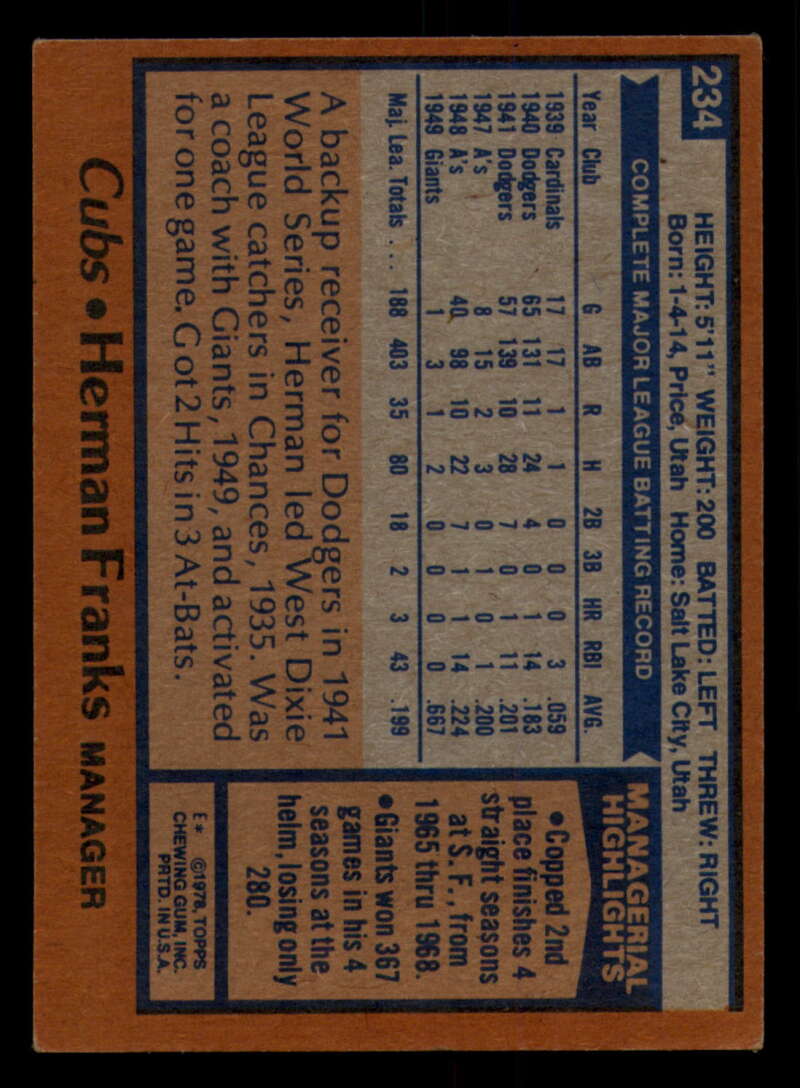 234
HEIGHT: 5'11" WEIGHT: 200 BATTED: LEFT THREW: RIGHT
Born: 1-4-14, Price, Utah Home: Salt Lake City, Utah
COMPLETE MAJOR LEAGUE BATTING RECORD
Year Club G AB R H 2B 3B HR RBI AVG.
1939 Cardinals 17 17 1 1 0 0 0 3 .059
1940 Dodgers 65 131 11 24 4 0 1 14 .183
1941 Dodgers 57 139 10 28 7 0 1 11 .201
1947 A's 8 15 2 3 0 1 0 1 .200
1948 A's 40 98 10 22 7 1 1 14 .224
1949 Giants 1 3 1 2 0 0 0 0 .667
Maj. Lea. Totals . . . 188 403 35 80 18 2 3 43 .199
A backup receiver for Dodgers in 1941
World Series, Herman led West Dixie
League catchers in Chances, 1935. Was
a coach with Giants, 1949, and activated
for one game. Got 2 Hits in 3 At-Bats.
MANAGERIAL
HIGHLIGHTS
•Copped 2nd
place finishes 4
straight seasons
at S. F., from
1965 thru 1968.
•Giants won 367
games in his 4
seasons at the
helm, losing only
280.
E* ©1978, TOPPS
CHEWING GUM, INC.
PRTD. IN U.S.A.
Cubs • Herman Franks MANAGER